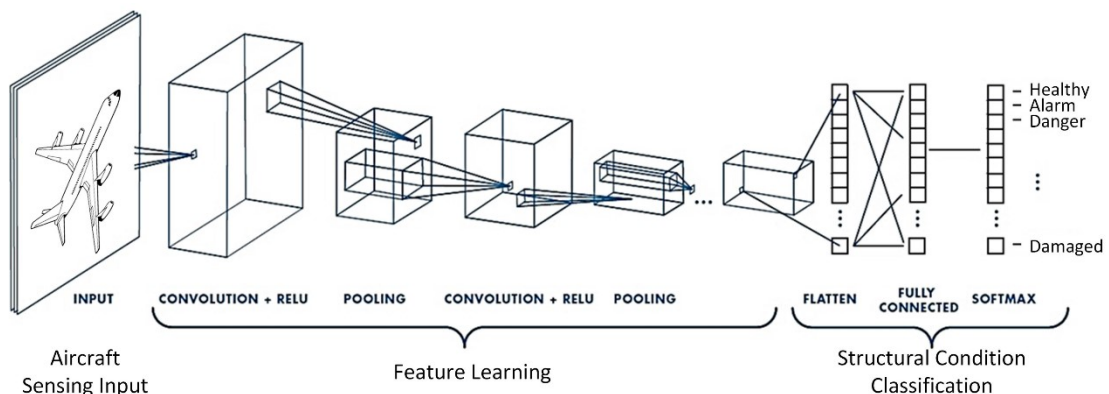 Healthy
Alarm
Danger
...
Damaged
INPUT
CONVOLUTION + RELU
POOLING
CONVOLUTION + RELU
POOLING
FLATTEN
FULLY
CONNECTED
SOFTMAX
Aircraft
Sensing Input
Feature Learning
Structural Condition
Classification